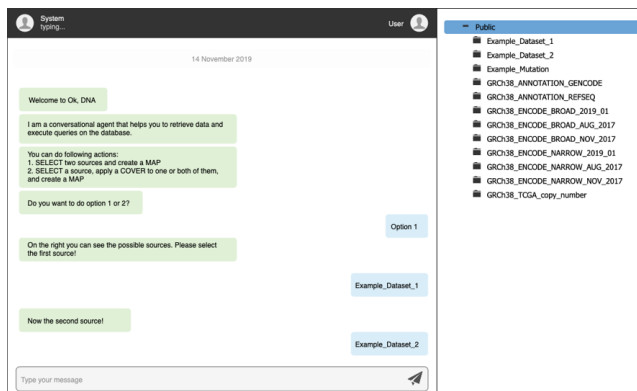 System
typing...
User
14 November 2019
Welcome to Ok, DNA
I am a conversational agent that helps you to retrieve data and
execute queries on the database.
You can do following actions:
1. SELECT two sources and create a MAP
2. SELECT a source, apply a COVER to one or both of them,
and create a MAP
Do you want to do option 1 or 2?
Option 1
On the right you can see the possible sources. Please select
the first source!
Example_Dataset_1
Now the second source!
Example_Dataset_2
Type your message
Public
Example_Dataset_1
Example_Dataset_2
Example_Mutation
GRCh38_ANNOTATION_GENCODE
GRCh38_ANNOTATION_REFSEQ
GRCh38_ENCODE_BROAD_2019_01
GRCh38_ENCODE_BROAD_AUG_2017
GRCh38_ENCODE_BROAD_NOV_2017
GRCh38_ENCODE_NARROW_2019_01
GRCh38_ENCODE_NARROW_AUG_2017
GRCh38_ENCODE_NARROW_NOV_2017
GRCh38_TCGA_copy_number